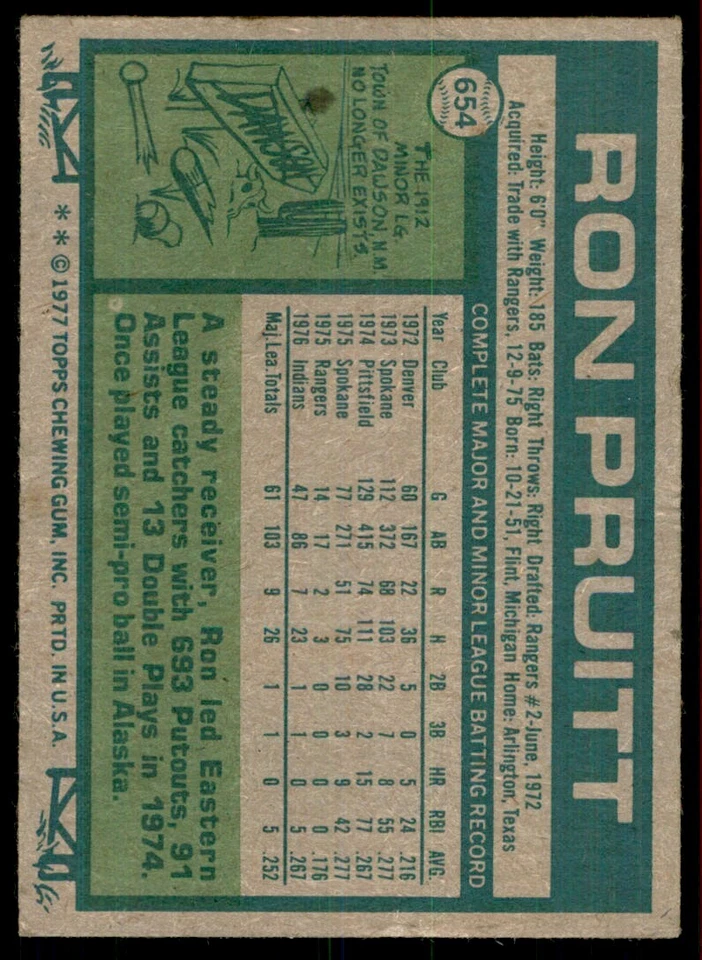 654
RON PRUITT
Height: 6'0" Weight: 185 Bats: Right Throws: Right Drafted: Rangers #2-June, 1972
Acquired: Trade with Rangers, 12-9-75 Born: 10-21-51, Flint, Michigan Home: Arlington, Texas
COMPLETE MAJOR AND MINOR LEAGUE BATTING RECORD
Year Club G AB R H 2B 3B HR RBI AVG.
1972 Denver 60 167 22 36 5 0 5 24 .216
1973 Spokane 112 372 68 103 22 7 8 55 .277
1974 Pittsfield 129 415 74 111 28 2 15 77 .267
1975 Spokane 77 271 51 75 10 3 9 42 .277
1975 Rangers 14 17 2 3 0 0 0 0 .176
1976 Indians 47 86 7 23 1 1 0 5 .267
Maj. Lea. Totals 61 103 9 26 1 1 0 5 .252
THE 1912
MINOR LG.
TOWN OF DAWSON, N.M.
NO LONGER EXISTS.
DAWSON
A steady receiver, Ron led Eastern
League catchers with 693 Putouts, 91
Assists and 13 Double Plays in 1974.
Once played semi-pro ball in Alaska.
* * © 1977 TOPPS CHEWING GUM, INC. PRTD. IN U.S.A.